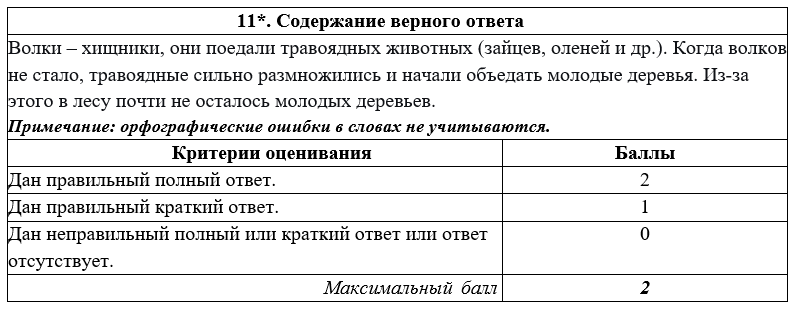 11*. Содержание верного ответа
Волки – хищники, они поедали травоядных животных (зайцев, оленей и др.). Когда волков
не стало, травоядные сильно размножились и начали объедать молодые деревья. Из-за
этого в лесу почти не осталось молодых деревьев.
Примечание: орфографические ошибки в словах не учитываются.
Критерии оценивания Баллы
Дан правильный полный ответ. 2
Дан правильный краткий ответ. 1
Дан неправильный полный или краткий ответ или ответ 0
отсутствует.
Максимальный балл 2